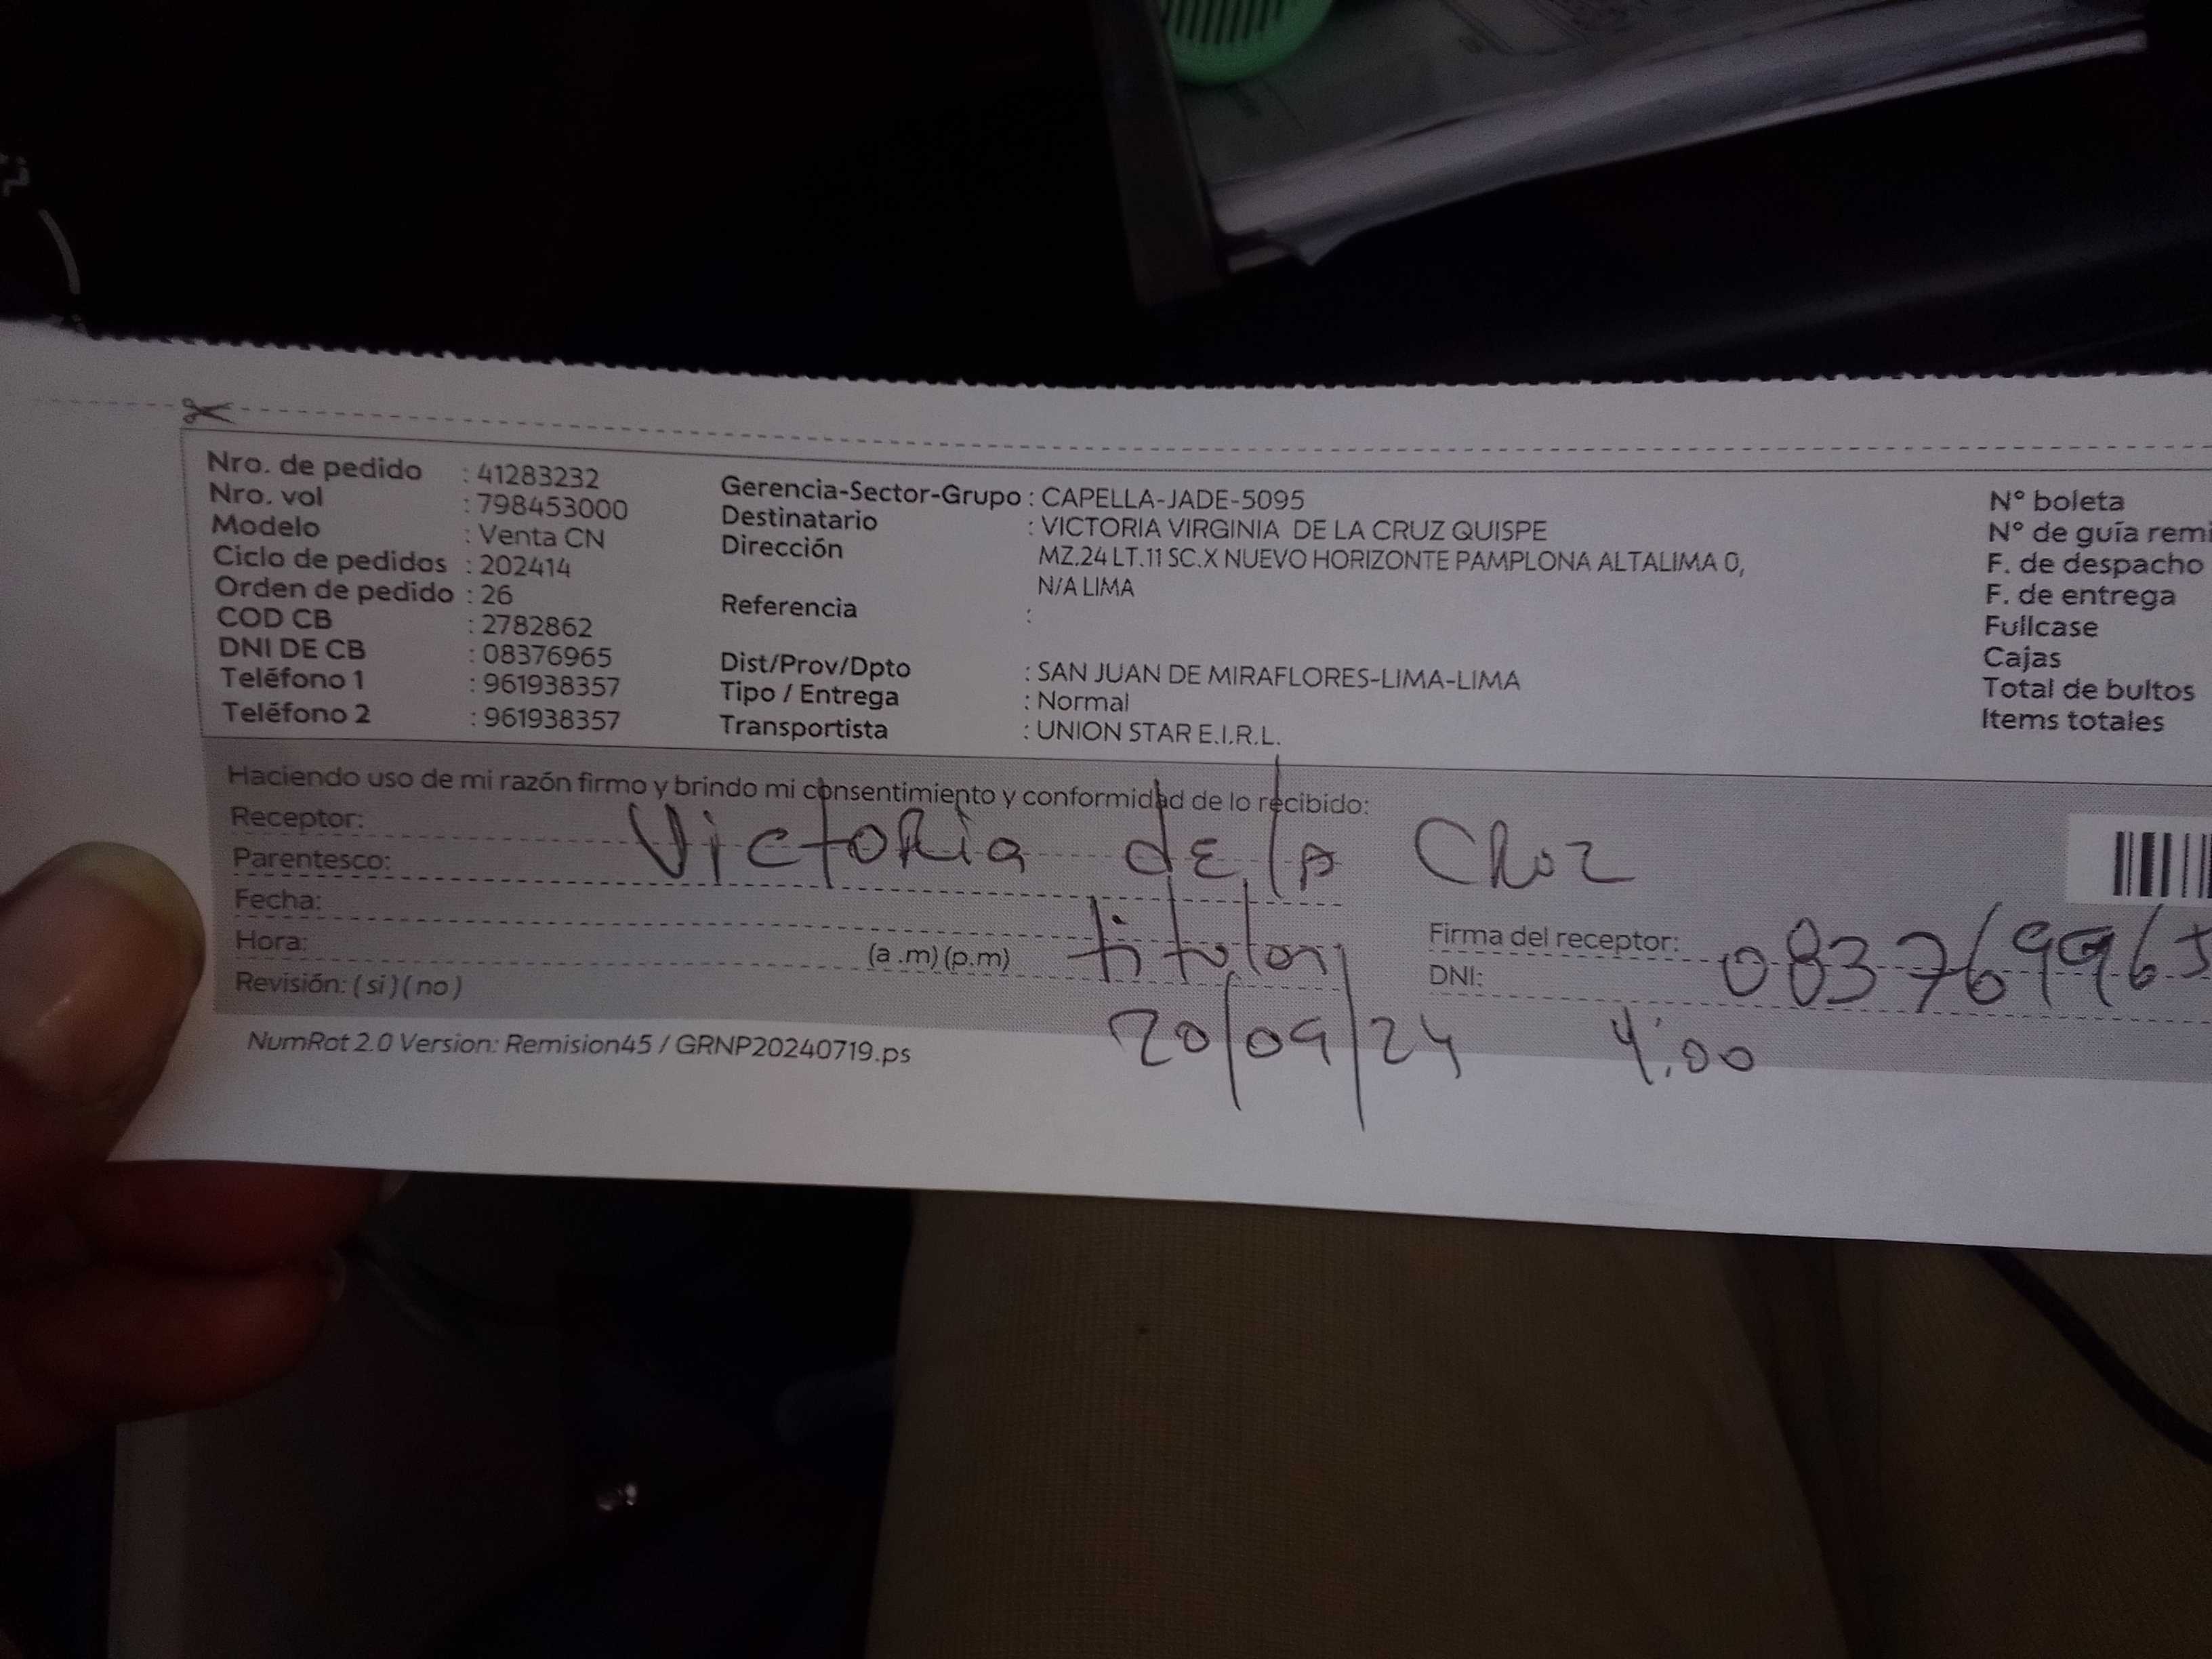 Nro. de pedido : 41283232
Nro. vol : 798453000
Modelo : Venta CN
Ciclo de pedidos : 202414
Orden de pedido : 26
COD CB : 2782862
DNI DE CB : 08376965
Teléfono 1 : 961938357
Teléfono 2 : 961938357
Gerencia-Sector-Grupo : CAPELLA-JADE-5095
Destinatario : VICTORIA VIRGINIA DE LA CRUZ QUISPE
Dirección MZ.24 LT.11 SC.X NUEVO HORIZONTE PAMPLONA ALTALIMA 0,
N/A LIMA
Referencia :
Dist/Prov/Dpto : SAN JUAN DE MIRAFLORES-LIMA-LIMA
Tipo / Entrega : Normal
Transportista : UNION STAR E.I.R.L.
N° boleta
N° de guía remi
F. de despacho
F. de entrega
Fullcase
Cajas
Total de bultos
Items totales
Haciendo uso de mi razón firmo y brindo mi consentimiento y conformidad de lo recibido:
Receptor: Victoria de la Cruz
Parentesco:
Fecha: titular
Hora: (a .m) (p.m)
Revisión: ( si ) ( no )
Firma del receptor:
DNI: 083769965
20/09/24 4:00
NumRot 2.0 Version: Remision45 / GRNP20240719.ps